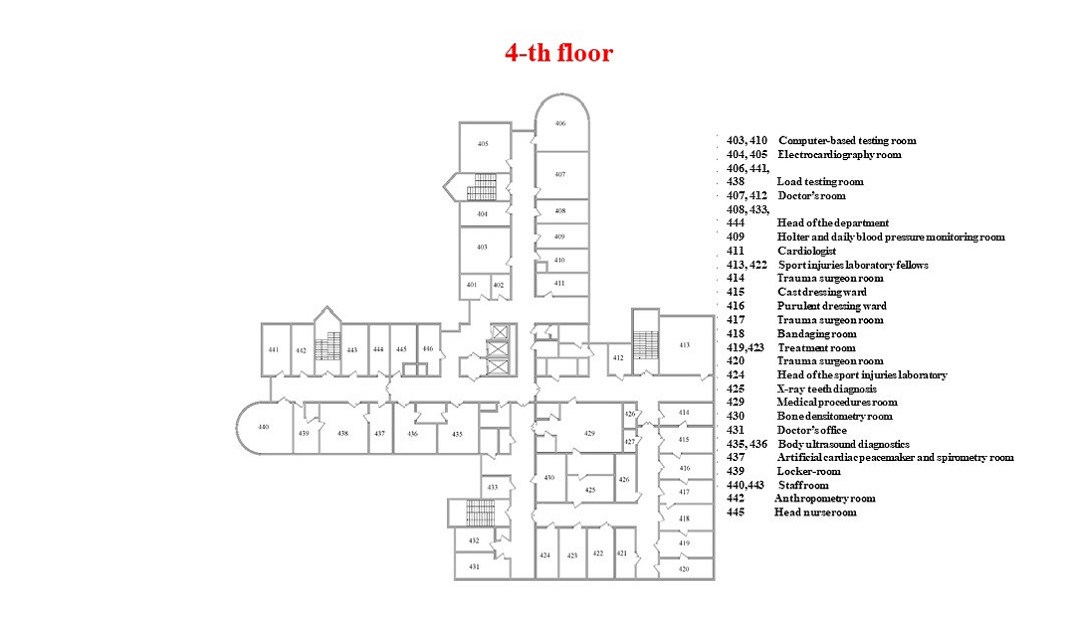 4-th floor
406
405
407
404
408
403
409
410
401 402
411
441 442 443 444 445 446
412
413
440
439 438 437 436 435
429
426
427
414
415
416
430
425
426
433
417
418
432
419
431
424 423 422 421
420
403, 410 Computer-based testing room
404, 405 Electrocardiography room
406, 441,
438 Load testing room
407, 412 Doctor's room
408, 433,
444 Head of the department
409 Holter and daily blood pressure monitoring room
411 Cardiologist
413, 422 Sport injuries laboratory fellows
414 Trauma surgeon room
415 Cast dressing ward
416 Purulent dressing ward
417 Trauma surgeon room
418 Bandaging room
419,423 Treatment room
420 Trauma surgeon room
424 Head of the sport injuries laboratory
425 X-ray teeth diagnosis
429 Medical procedures room
430 Bone densitometry room
431 Doctor's office
435, 436 Body ultrasound diagnostics
437 Artificial cardiac peacemaker and spirometry room
439 Locker-room
440,443 Staff room
442 Anthropometry room
445 Head nurse room